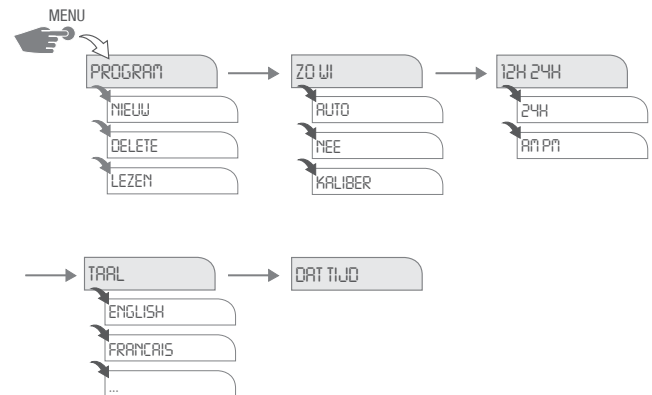 MENU
PROGRAM
NIEUW
DELETE
LEZEN
ZO WI
AUTO
NEE
KALIBER
12H 24H
24H
AM PM
TAAL
ENGLISH
FRANCAIS
...
DAT TIJD